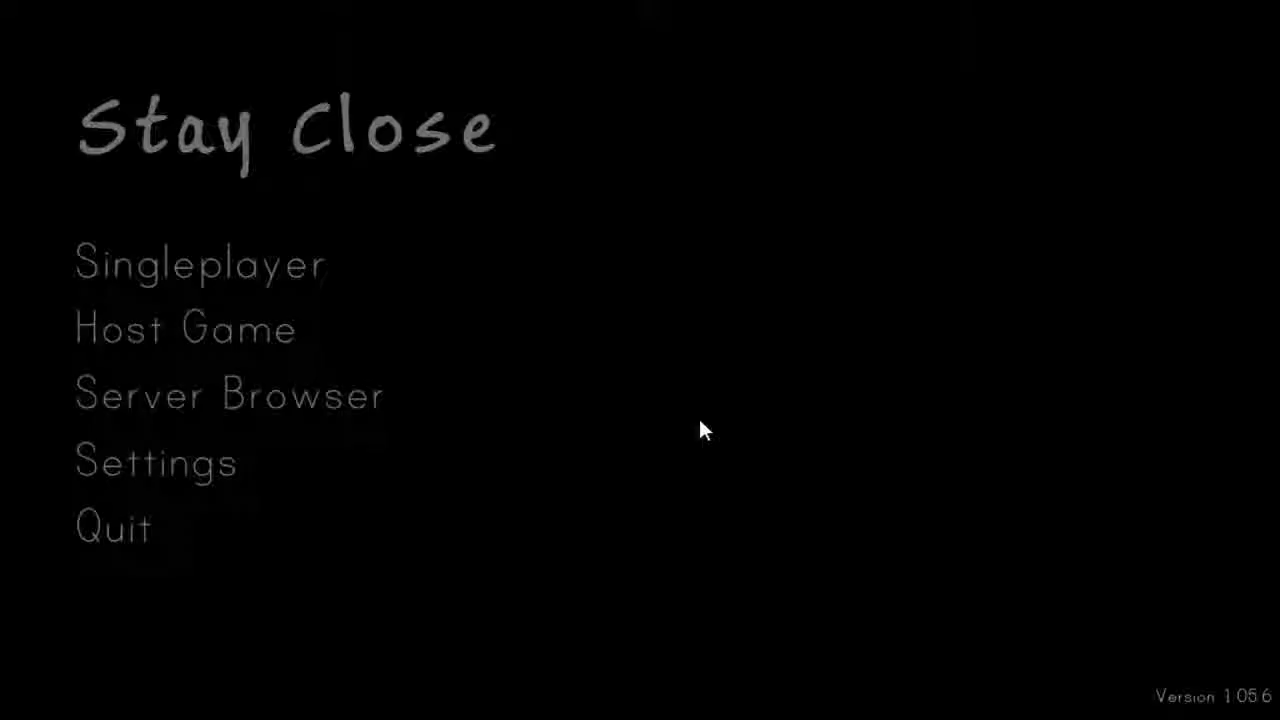 Stay Close
Singleplayer
Host Game
Server Browser
Settings
Quit
Version 1.05.6